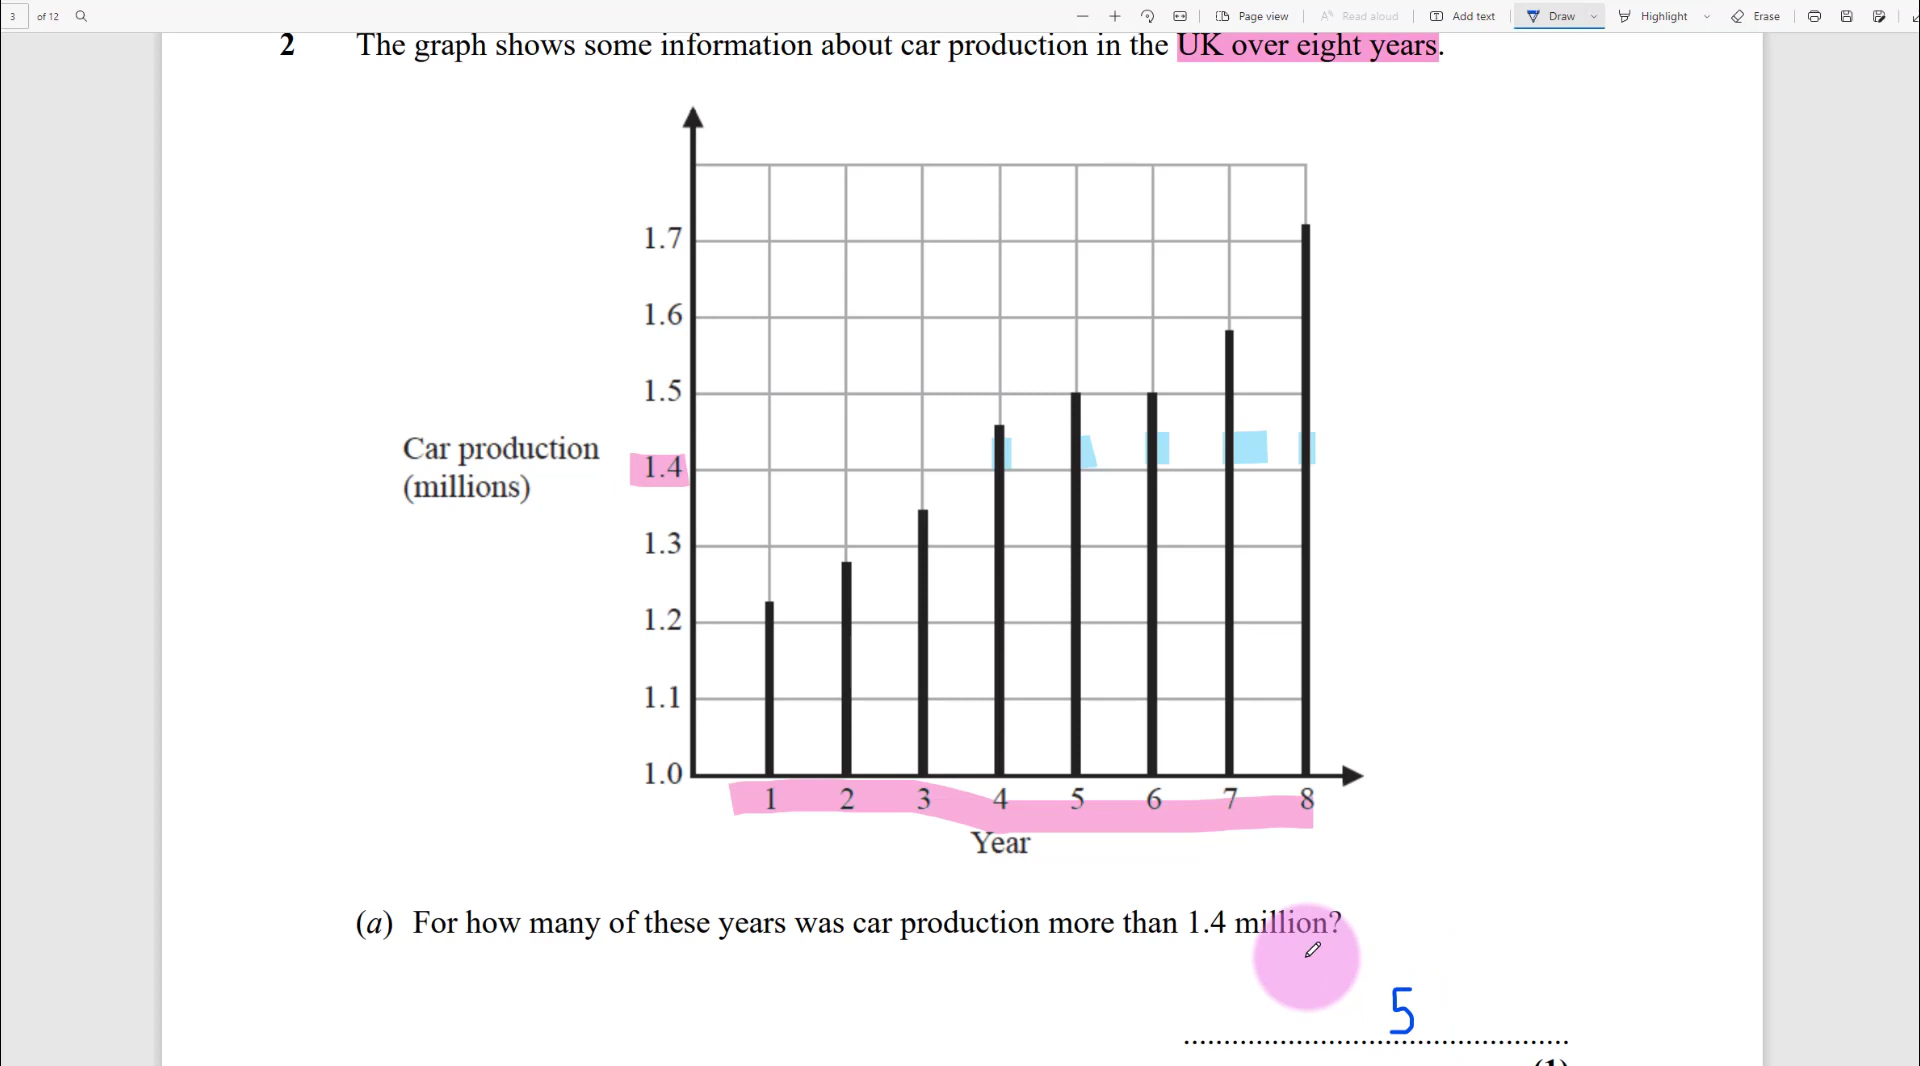 3 of 12 Page view Read aloud Add text Draw Highlight Erase
2 The graph shows some information about car production in the UK over eight years.
1.7
1.6
1.5
Car production
(millions)
1.4
1.3
1.2
1.1
1.0
1 2 3 4 5 6 7 8
Year
(a) For how many of these years was car production more than 1.4 million?
5
(1)